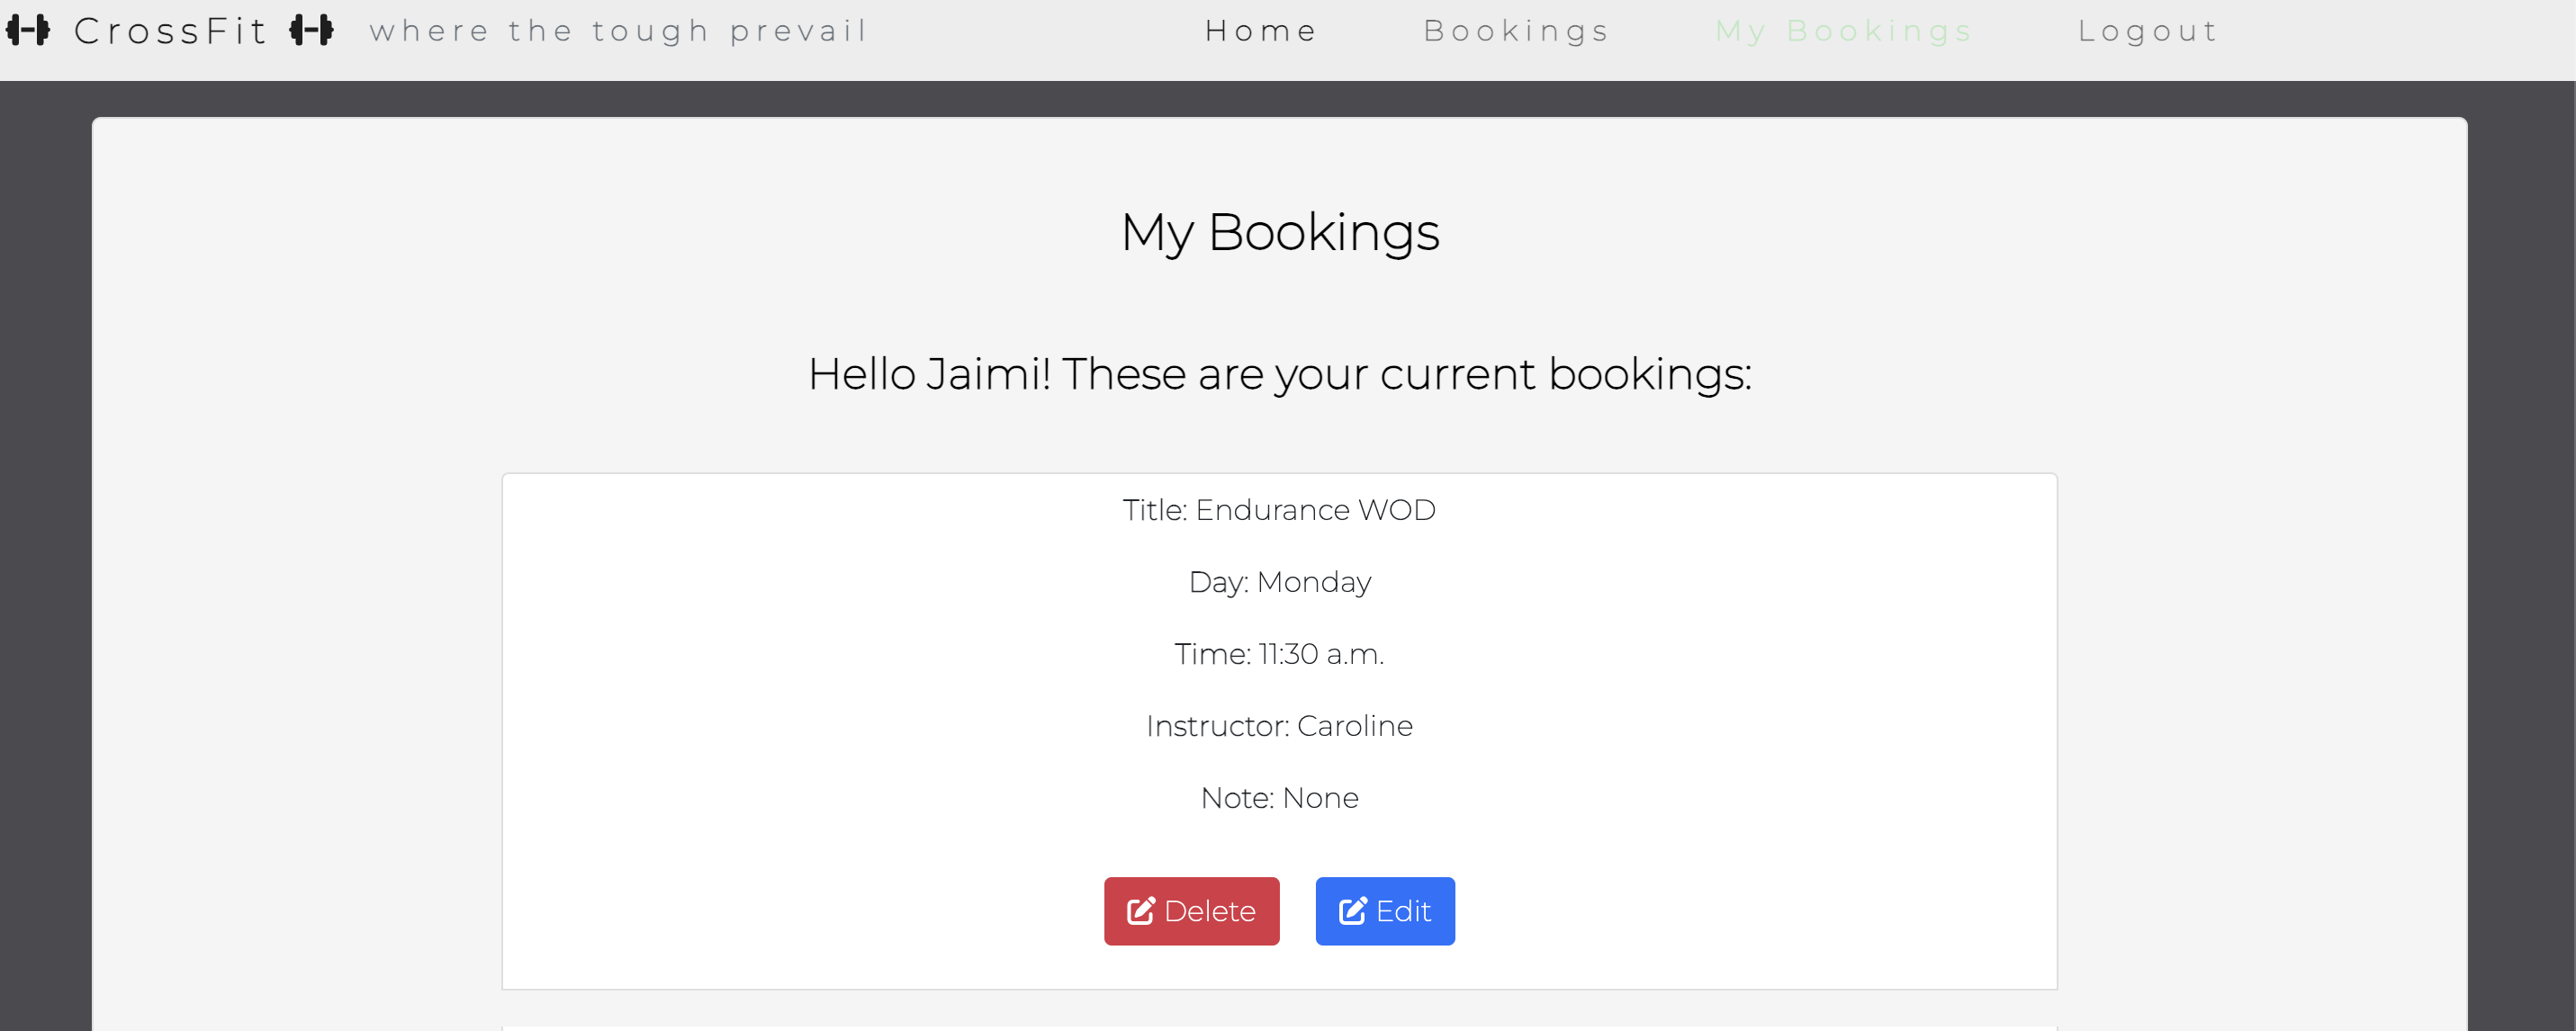 CrossFit where the tough prevail Home Bookings My Bookings Logout
My Bookings
Hello Jaimi! These are your current bookings:
Title: Endurance WOD
Day: Monday
Time: 11:30 a.m.
Instructor: Caroline
Note: None
Delete Edit